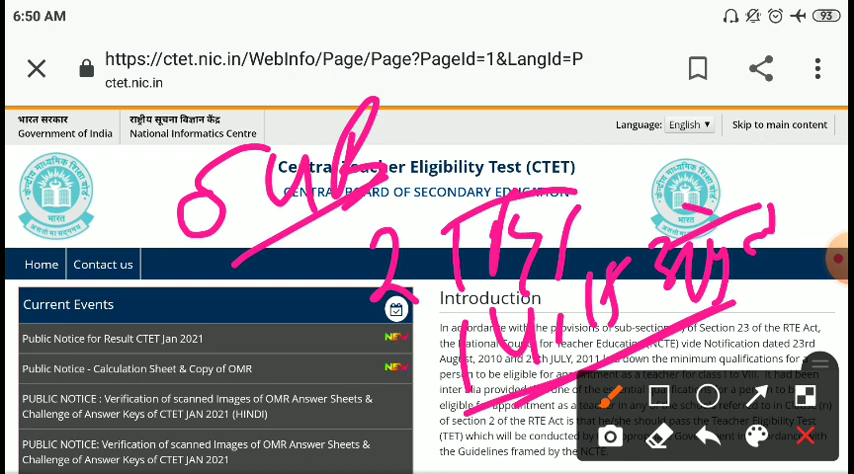 6:50 AM
93
https://ctet.nic.in/WebInfo/Page/Page?PageId=1&LangId=P
ctet.nic.in
भारत सरकार
Government of India
राष्ट्रीय सूचना विज्ञान केंद्र
National Informatics Centre
Language: English
Skip to main content
Central Teacher Eligibility Test (CTET)
CENTRAL BOARD OF SECONDARY EDUCATION
Home
Contact us
Current Events
Public Notice for Result CTET Jan 2021 NEW
Public Notice - Calculation Sheet & Copy of OMR NEW
PUBLIC NOTICE : Verification of scanned Images of OMR Answer Sheets &
Challenge of Answer Keys of CTET JAN 2021 (HINDI)
PUBLIC NOTICE: Verification of scanned Images of OMR Answer Sheets &
Challenge of Answer Keys of CTET JAN 2021
Introduction
In accordance with the provisions of sub-section of Section 23 of the RTE Act,
the National Council for Teacher Education (NCTE) vide Notification dated 23rd
August, 2010 and 29th JULY, 2011 laid down the minimum qualifications for a
person to be eligible for appointment as a teacher for class I to VIII. It had been
inter alia provided that one of the essential qualifications for a person to be
eligible for appointment as a teacher in any of the schools referred to in Clause (n)
of section 2 of the RTE Act is that he/she should pass the Teacher Eligibility Test
(TET) which will be conducted by the appropriate Government in accordance with
the Guidelines framed by the NCTE.
SUB
2